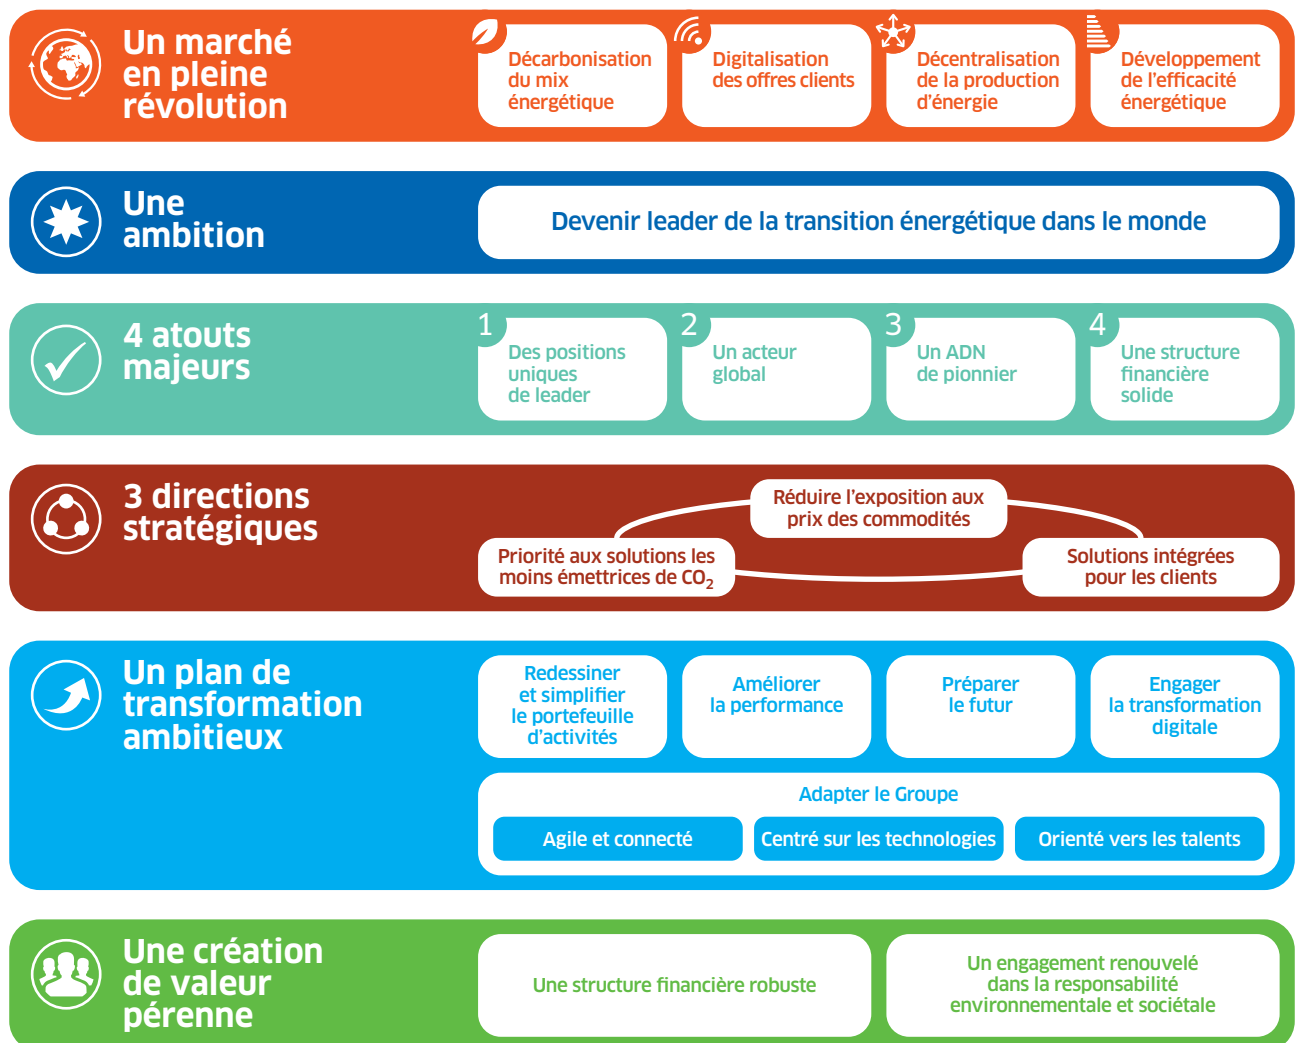 Un marché
en pleine
révolution
Décarbonisation
du mix
énergétique
Digitalisation
des offres clients
Décentralisation
de la production
d'énergie
Développement
de l'efficacité
énergétique
Une
ambition
Devenir leader de la transition énergétique dans le monde
4 atouts
majeurs
1
Des positions
uniques
de leader
2
Un acteur
global
3
Un ADN
de pionnier
4
Une structure
financière
solide
3 directions
stratégiques
Réduire l'exposition aux
prix des commodités
Priorité aux solutions les
moins émettrices de CO₂
Solutions intégrées
pour les clients
Un plan de
transformation
ambitieux
Redessiner
et simplifier
le portefeuille
d'activités
Améliorer
la performance
Préparer
le futur
Engager
la transformation
digitale
Adapter le Groupe
Agile et connecté
Centré sur les technologies
Orienté vers les talents
Une création
de valeur
pérenne
Une structure financière robuste
Un engagement renouvelé
dans la responsabilité
environnementale et sociétale